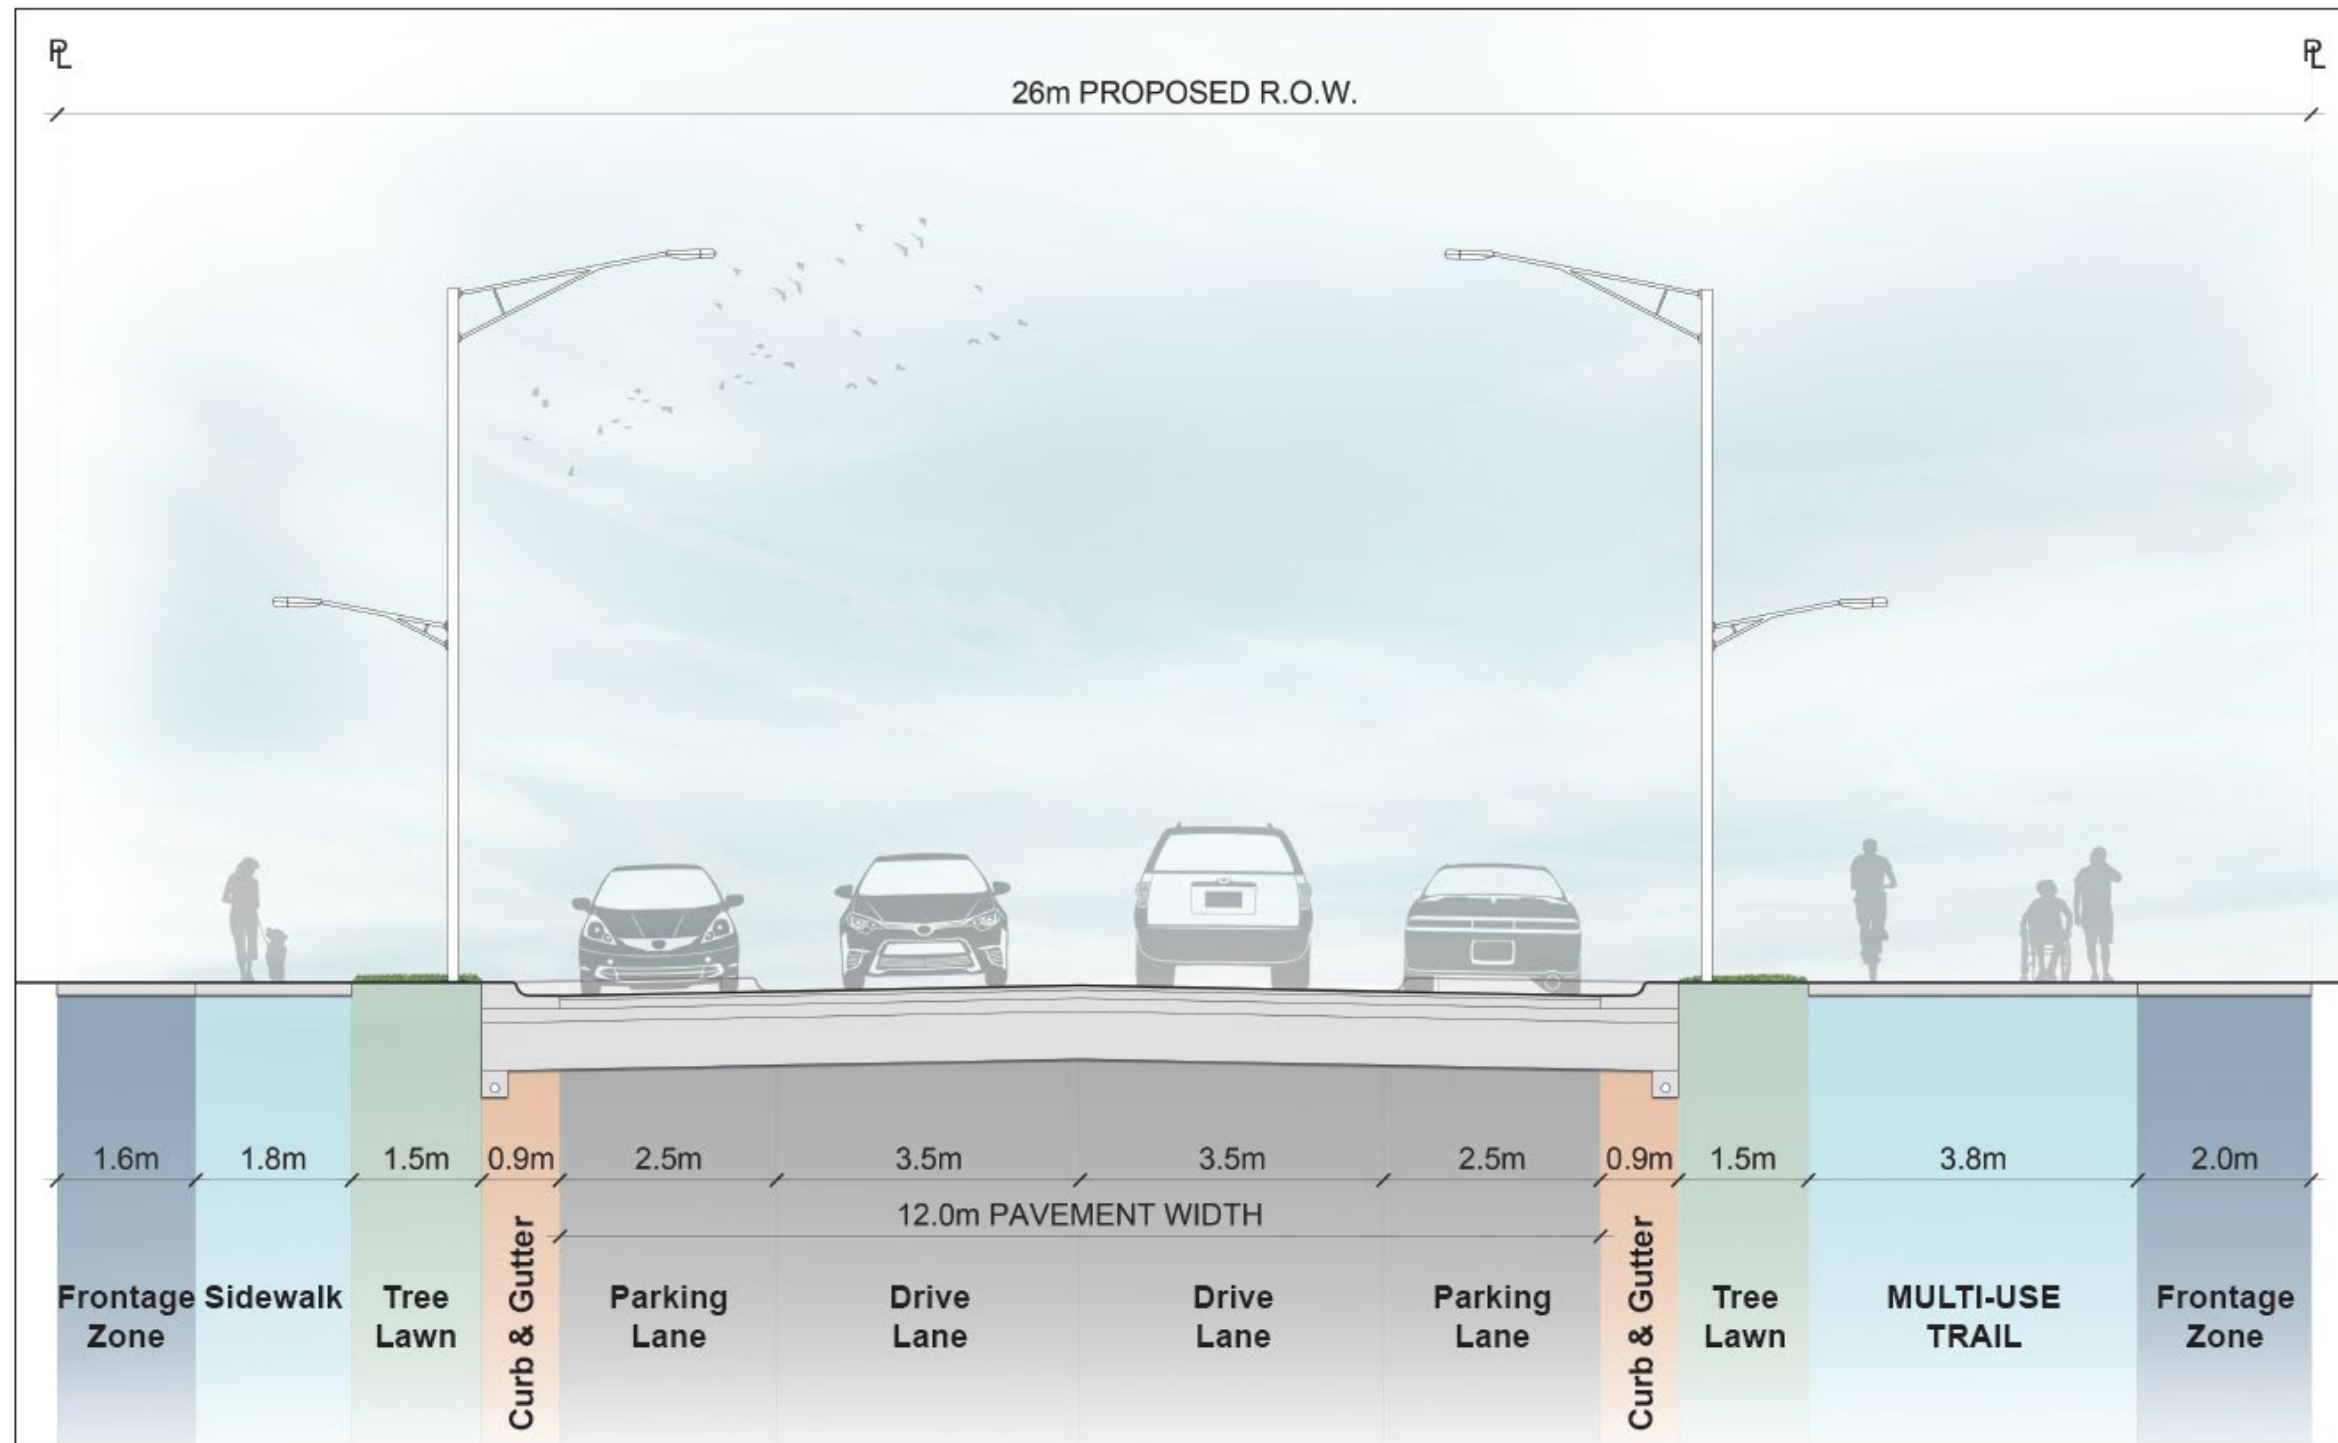 PL
PL
26m PROPOSED R.O.W.
1.6m
1.8m
1.5m
0.9m
2.5m
3.5m
3.5m
2.5m
0.9m
1.5m
3.8m
2.0m
12.0m PAVEMENT WIDTH
Frontage
Zone
Sidewalk
Tree
Lawn
Curb & Gutter
Parking
Lane
Drive
Lane
Drive
Lane
Parking
Lane
Curb & Gutter
Tree
Lawn
MULTI-USE
TRAIL
Frontage
Zone